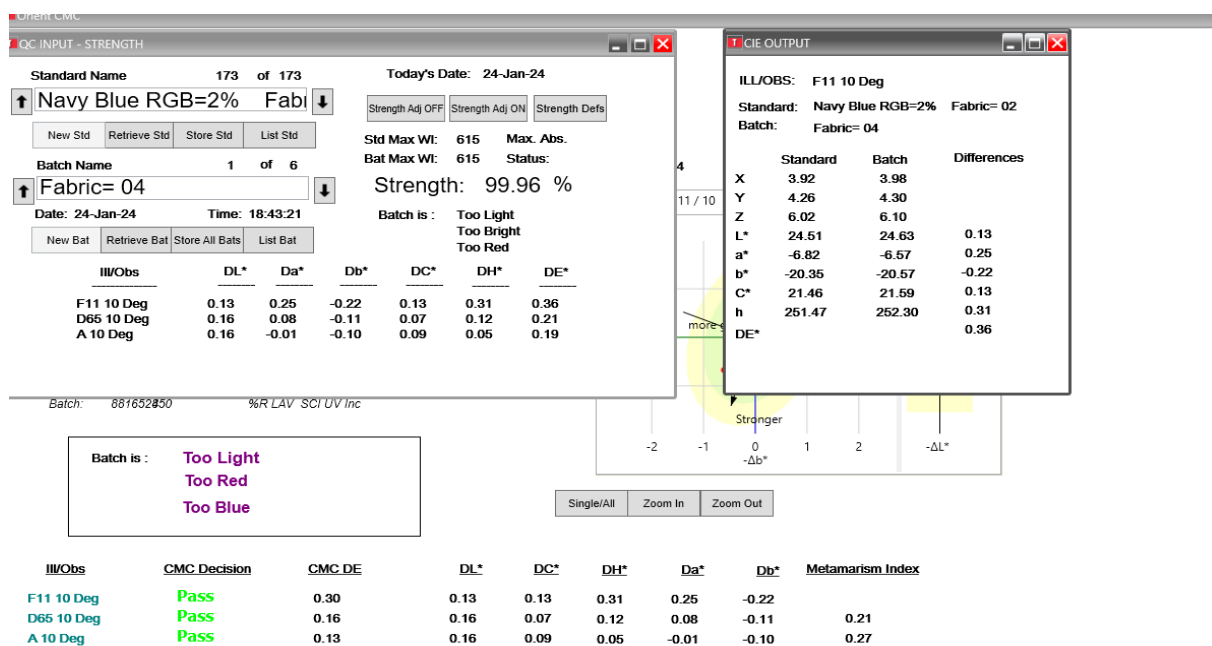 Orient CMC
QC INPUT - STRENGTH
Standard Name 173 of 173 Today's Date: 24-Jan-24
Navy Blue RGB=2% Fabi
Strength Adj OFF Strength Adj ON Strength Defs
New Std Retrieve Std Store Std List Std
Std Max WI: 615 Max. Abs.
Batch Name 1 of 6 Bat Max WI: 615 Status:
Fabric= 04 Strength: 99.96 %
Date: 24-Jan-24 Time: 18:43:21 Batch is : Too Light
Too Bright
New Bat Retrieve Bat Store All Bats List Bat
Too Red
Ill/Obs DL* Da* Db* DC* DH* DE*
F11 10 Deg 0.13 0.25 -0.22 0.13 0.31 0.36
D65 10 Deg 0.16 0.08 -0.11 0.07 0.12 0.21
A 10 Deg 0.16 -0.01 -0.10 0.09 0.05 0.19
CIE OUTPUT
ILL/OBS: F11 10 Deg
Standard: Navy Blue RGB=2% Fabric= 02
Batch: Fabric= 04
Standard Batch Differences
X 3.92 3.98
Y 4.26 4.30
Z 6.02 6.10
L* 24.51 24.63 0.13
a* -6.82 -6.57 0.25
b* -20.35 -20.57 -0.22
C* 21.46 21.59 0.13
h 251.47 252.30 0.31
DE* 0.36
4
11 / 10
more
Stronger
-2 -1 0 1 2 -ΔL*
-Δb*
Batch: %R LAV SCI UV Inc
Batch is : Too Light
Too Red
Too Blue
Single/All Zoom In Zoom Out
Ill/Obs CMC Decision CMC DE DL* DC* DH* Da* Db* Metamarism Index
F11 10 Deg Pass 0.30 0.13 0.13 0.31 0.25 -0.22
D65 10 Deg Pass 0.16 0.16 0.07 0.12 0.08 -0.11 0.21
A 10 Deg Pass 0.13 0.16 0.09 0.05 -0.01 -0.10 0.27